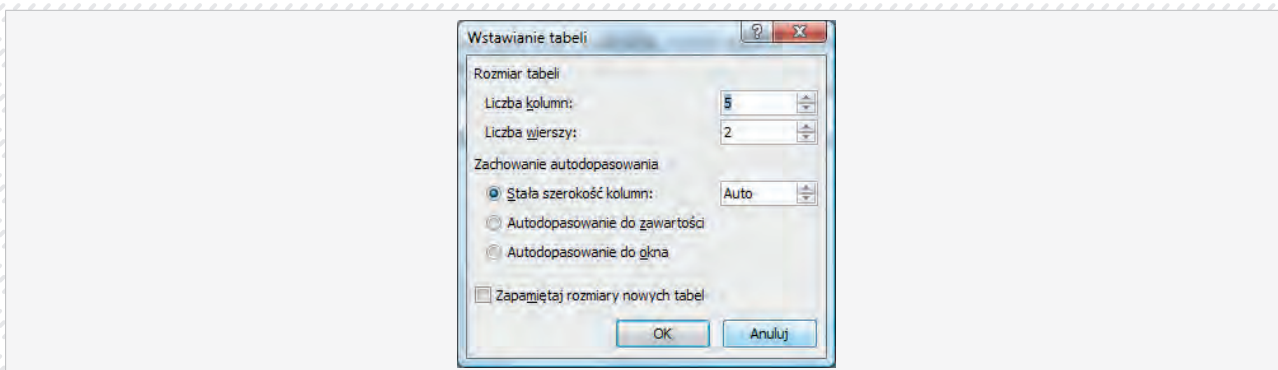 Wstawianie tabeli
Rozmiar tabeli
Liczba kolumn: 5
Liczba wierszy: 2
Zachowanie autodopasowania
Stała szerokość kolumn: Auto
Autodopasowanie do zawartości
Autodopasowanie do okna
Zapamiętaj rozmiary nowych tabel
OK Anuluj